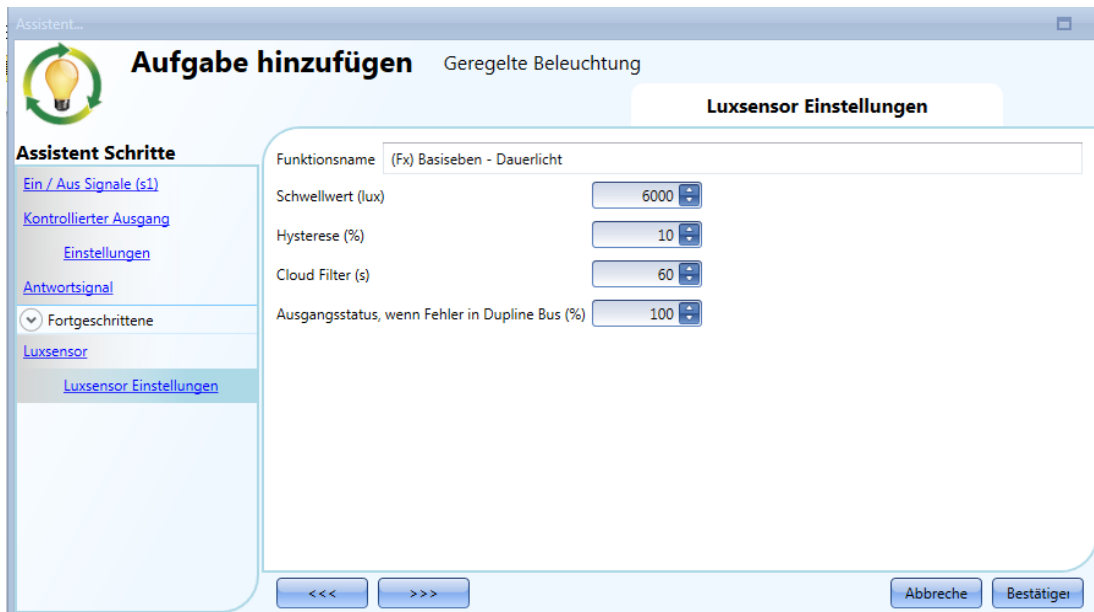 Assistent...
Aufgabe hinzufügen Geregelte Beleuchtung
Luxsensor Einstellungen
Assistent Schritte
Ein / Aus Signale (s1)
Kontrollierter Ausgang
Einstellungen
Antwortsignal
Fortgeschrittene
Luxsensor
Luxsensor Einstellungen
Funktionsname (Fx) Basiseben - Dauerlicht
Schwellwert (lux) 6000
Hysterese (%) 10
Cloud Filter (s) 60
Ausgangsstatus, wenn Fehler in Dupline Bus (%) 100
<<< >>> Abbreche Bestätiger